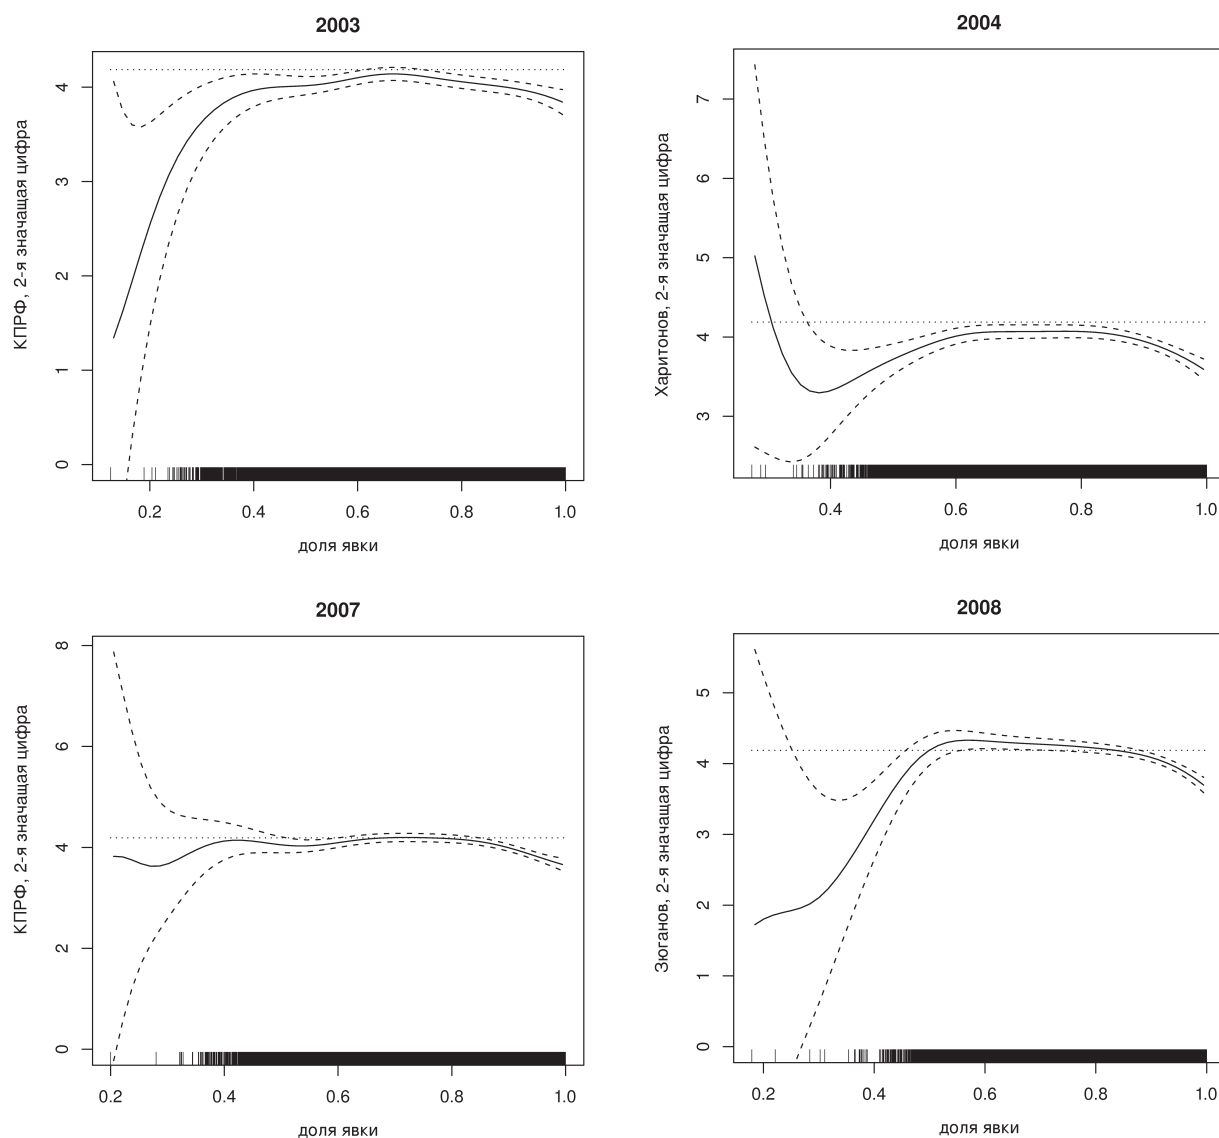 2003
КПРФ, 2-я значащая цифра
4
3
2
1
0
0.2 0.4 0.6 0.8 1.0
доля явки
2004
Харитонов, 2-я значащая цифра
7
6
5
4
3
0.4 0.6 0.8 1.0
доля явки
2007
КПРФ, 2-я значащая цифра
8
6
4
2
0
0.2 0.4 0.6 0.8 1.0
доля явки
2008
Зюганов, 2-я значащая цифра
5
4
3
2
1
0
0.2 0.4 0.6 0.8 1.0
доля явки